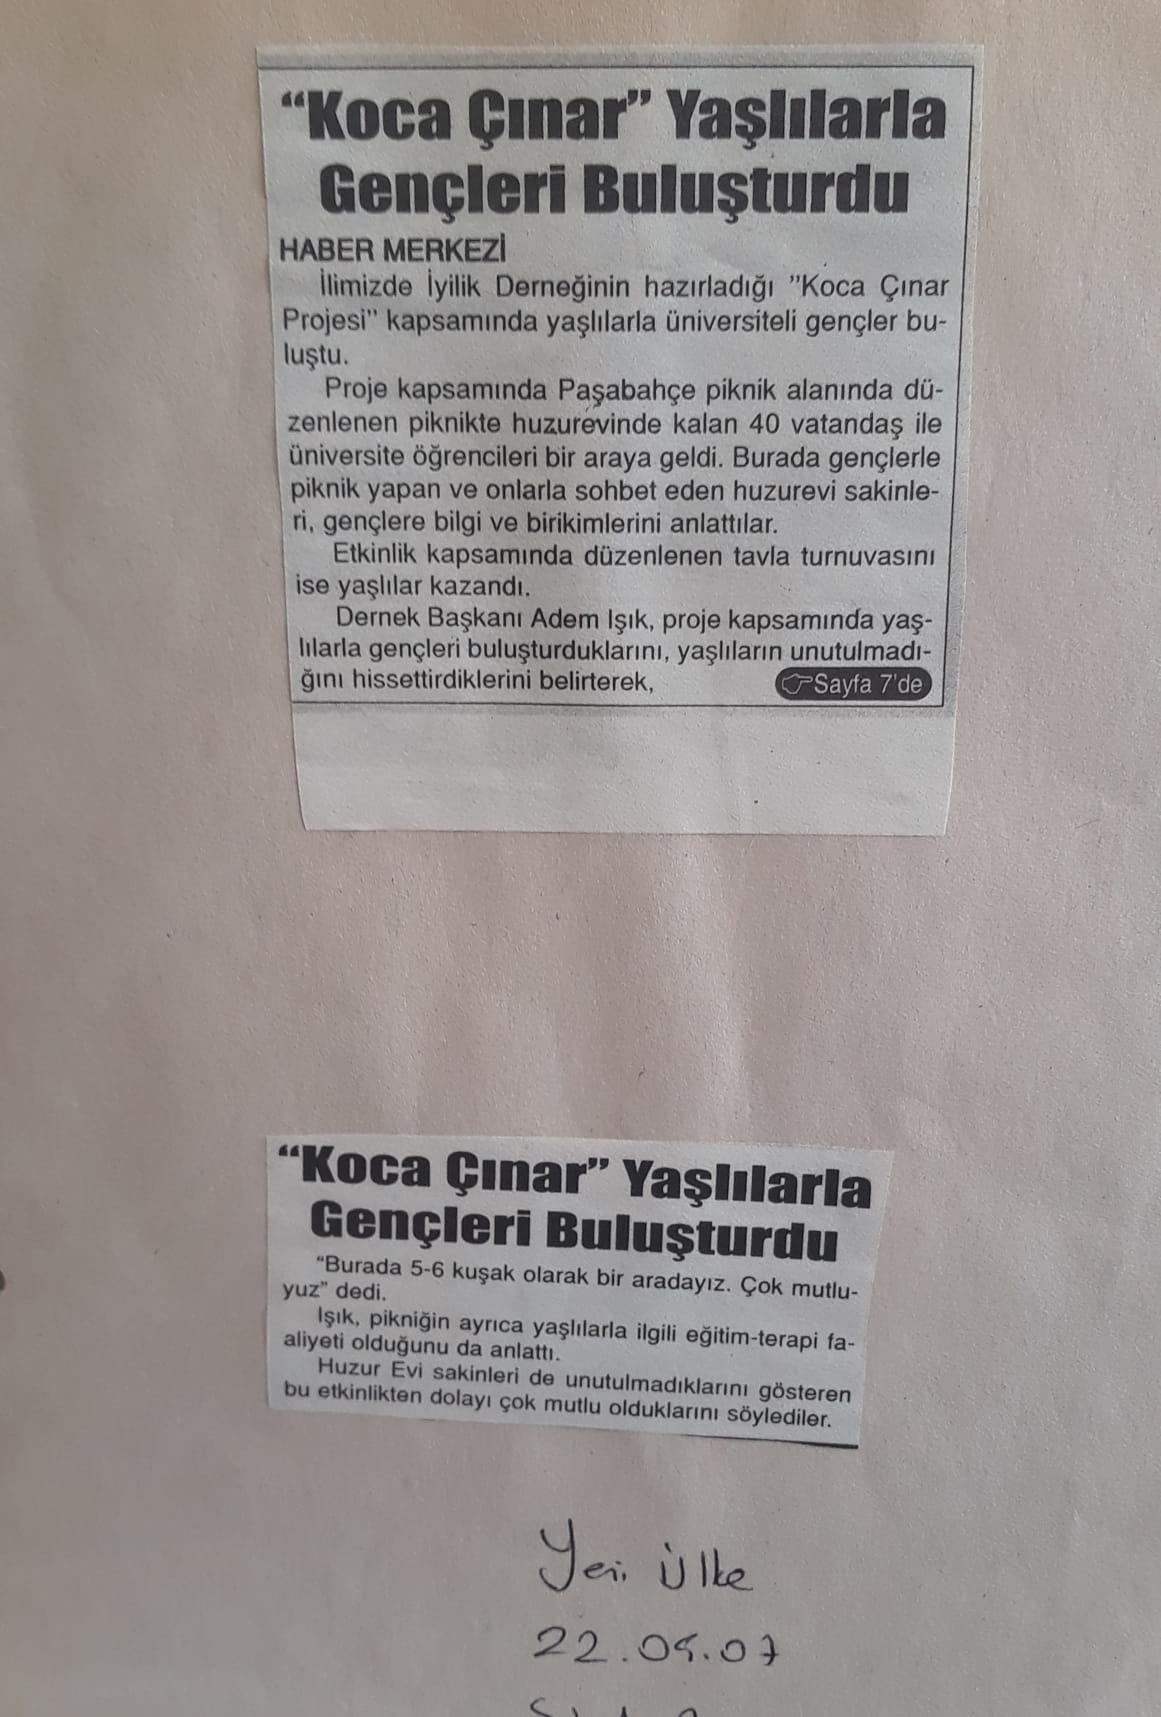 “Koca Çınar” Yaşlılarla
Gençleri Buluşturdu
HABER MERKEZİ
İlimizde İyilik Derneğinin hazırladığı "Koca Çınar
Projesi" kapsamında yaşlılarla üniversiteli gençler bu-
luştu.
Proje kapsamında Paşabahçe piknik alanında dü-
zenlenen piknikte huzurevinde kalan 40 vatandaş ile
üniversite öğrencileri bir araya geldi. Burada gençlerle
piknik yapan ve onlarla sohbet eden huzurevi sakinle-
ri, gençlere bilgi ve birikimlerini anlattılar.
Etkinlik kapsamında düzenlenen tavla turnuvasını
ise yaşlılar kazandı.
Dernek Başkanı Adem Işık, proje kapsamında yaş-
lılarla gençleri buluşturduklarını, yaşlıların unutulmadı-
ğını hissettirdiklerini belirterek,
Sayfa 7'de
“Koca Çınar” Yaşlılarla
Gençleri Buluşturdu
“Burada 5-6 kuşak olarak bir aradayız. Çok mutlu-
yuz” dedi.
Işık, pikniğin ayrıca yaşlılarla ilgili eğitim-terapi fa-
aliyeti olduğunu da anlattı.
Huzur Evi sakinleri de unutulmadıklarını gösteren
bu etkinlikten dolayı çok mutlu olduklarını söylediler.
Yeni Ülke